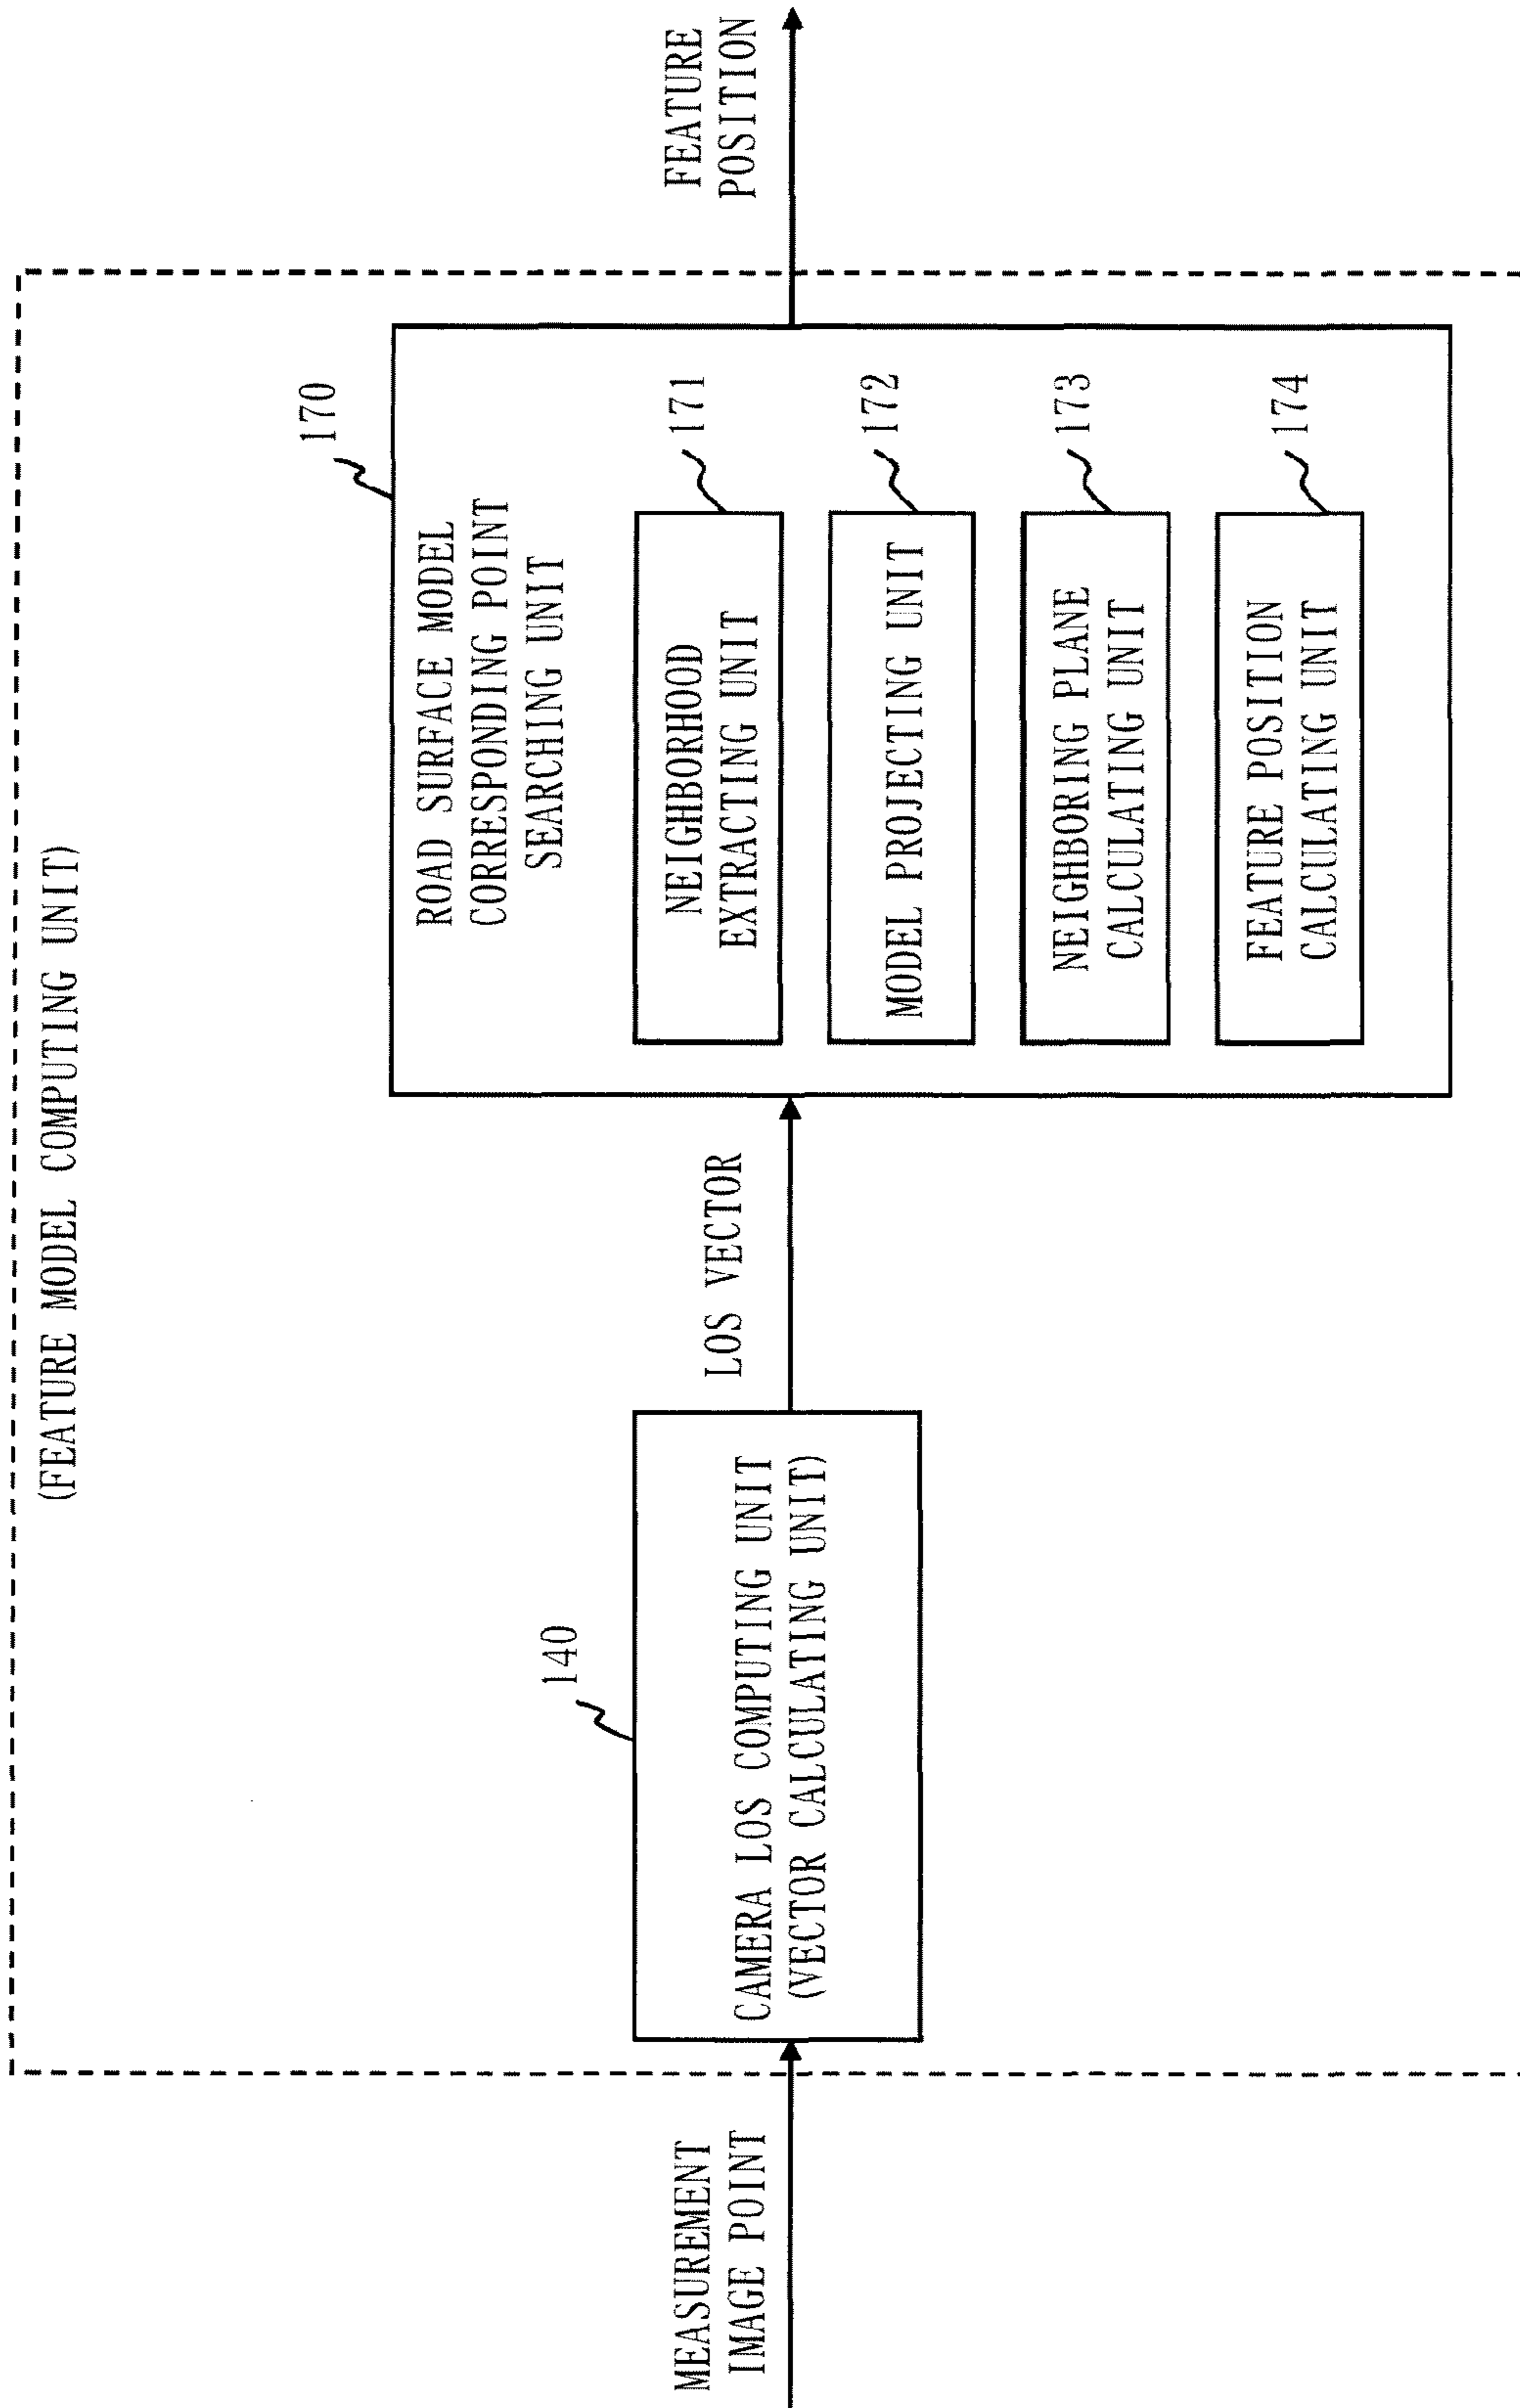 (FEATURE MODEL COMPUTING UNIT)
MEASUREMENT
IMAGE POINT
140
CAMERA LOS COMPUTING UNIT
(VECTOR CALCULATING UNIT)
LOS VECTOR
170
ROAD SURFACE MODEL
CORRESPONDING POINT
SEARCHING UNIT
NEIGHBORHOOD
EXTRACTING UNIT
171
MODEL PROJECTING UNIT
172
NEIGHBORING PLANE
CALCULATING UNIT
173
FEATURE POSITION
CALCULATING UNIT
174
FEATURE
POSITION